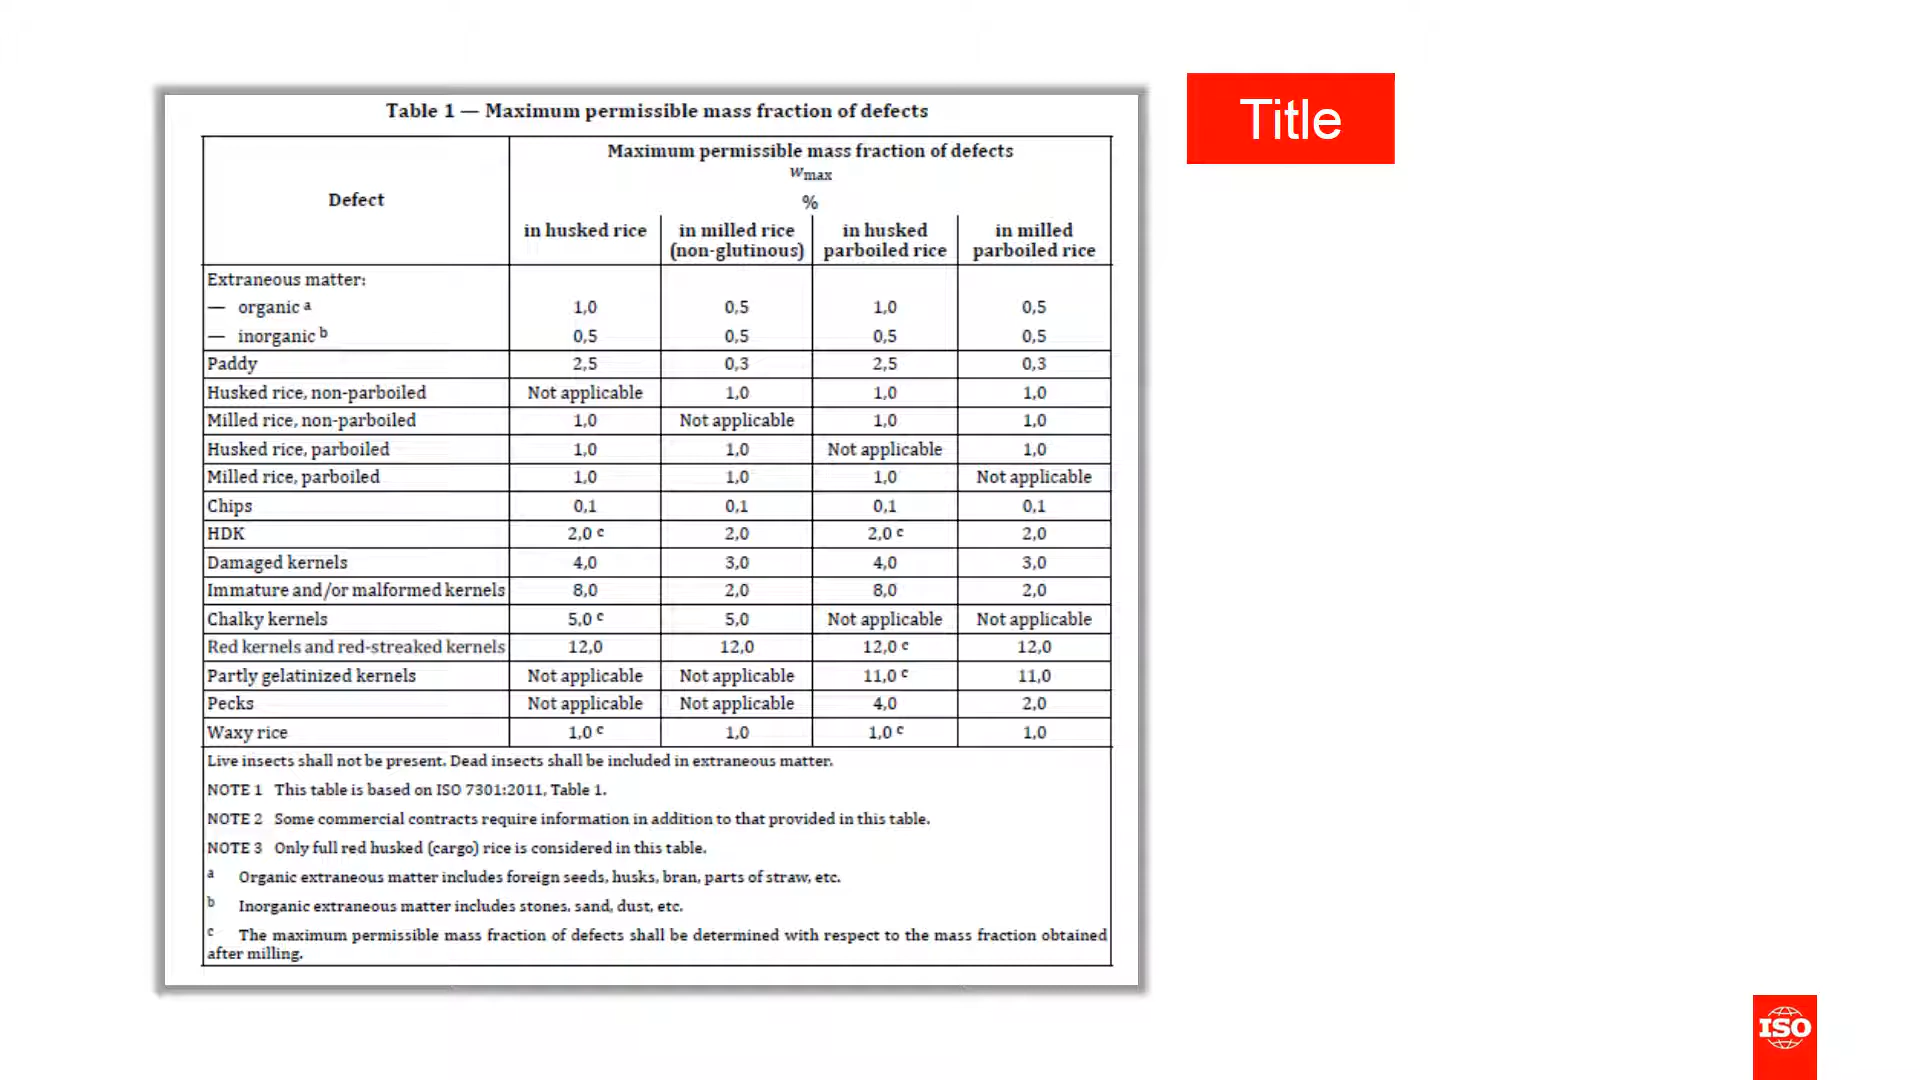 Table 1 — Maximum permissible mass fraction of defects
Title
Defect
Maximum permissible mass fraction of defects
wmax
%
in husked rice
in milled rice (non-glutinous)
in husked parboiled rice
in milled parboiled rice
Extraneous matter:
— organic a 1,0 0,5 1,0 0,5
— inorganic b 0,5 0,5 0,5 0,5
Paddy 2,5 0,3 2,5 0,3
Husked rice, non-parboiled Not applicable 1,0 1,0 1,0
Milled rice, non-parboiled 1,0 Not applicable 1,0 1,0
Husked rice, parboiled 1,0 1,0 Not applicable 1,0
Milled rice, parboiled 1,0 1,0 1,0 Not applicable
Chips 0,1 0,1 0,1 0,1
HDK 2,0 c 2,0 2,0 c 2,0
Damaged kernels 4,0 3,0 4,0 3,0
Immature and/or malformed kernels 8,0 2,0 8,0 2,0
Chalky kernels 5,0 c 5,0 Not applicable Not applicable
Red kernels and red-streaked kernels 12,0 12,0 12,0 c 12,0
Partly gelatinized kernels Not applicable Not applicable 11,0 c 11,0
Pecks Not applicable Not applicable 4,0 2,0
Waxy rice 1,0 c 1,0 1,0 c 1,0
Live insects shall not be present. Dead insects shall be included in extraneous matter.
NOTE 1 This table is based on ISO 7301:2011, Table 1.
NOTE 2 Some commercial contracts require information in addition to that provided in this table.
NOTE 3 Only full red husked (cargo) rice is considered in this table.
a Organic extraneous matter includes foreign seeds, husks, bran, parts of straw, etc.
b Inorganic extraneous matter includes stones, sand, dust, etc.
c The maximum permissible mass fraction of defects shall be determined with respect to the mass fraction obtained
after milling.
ISO